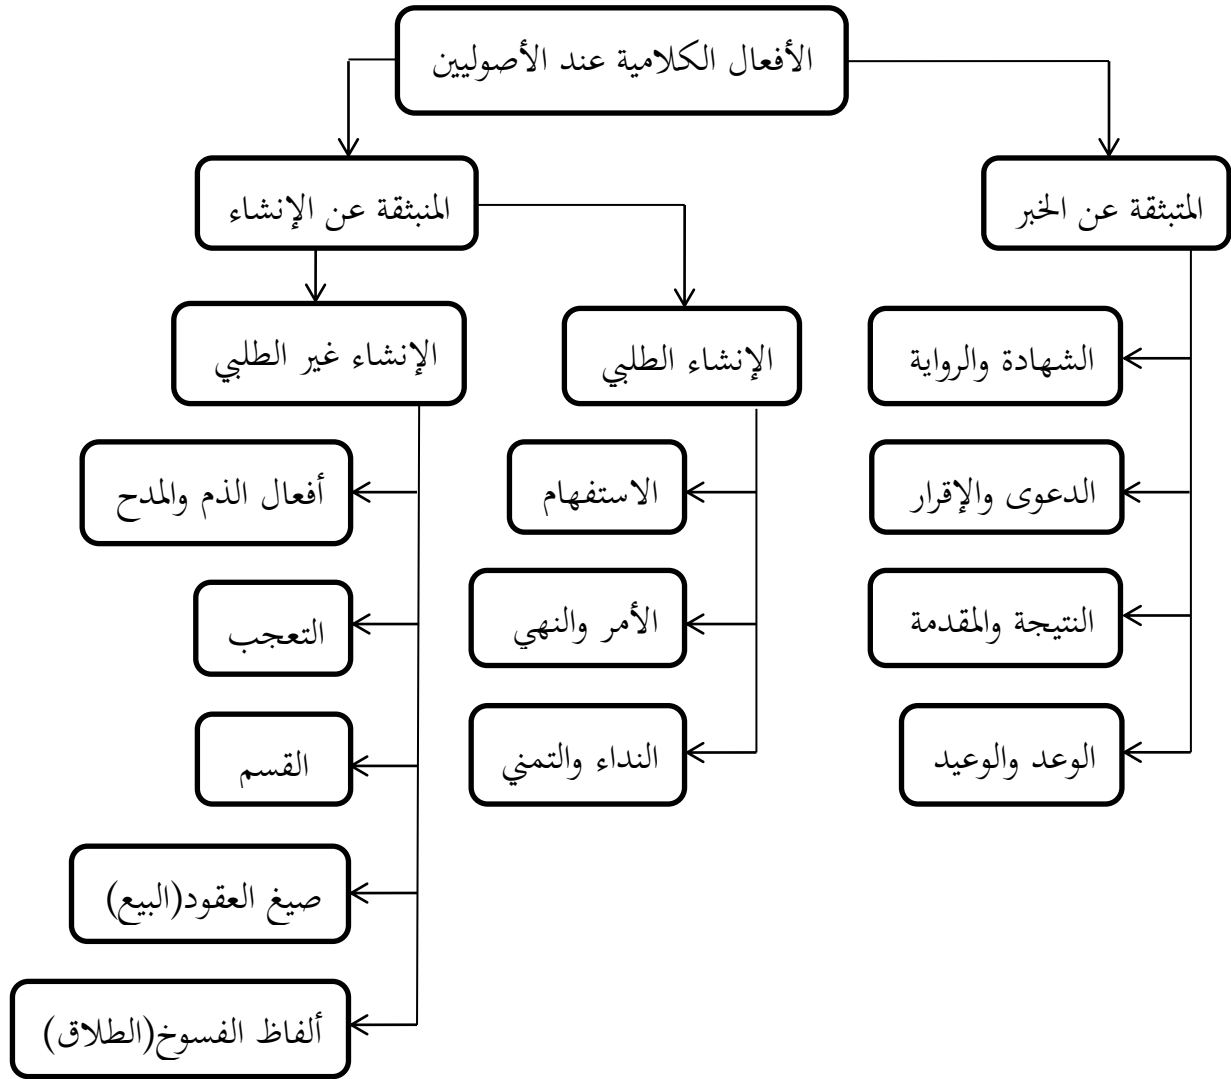 الأفعال الكلامية عند الأصوليين
المتبثقة عن الخبر
المنبثقة عن الإنشاء
الإنشاء الطلبي
الإنشاء غير الطلبي
الشهادة والرواية
الدعوى والإقرار
النتيجة والمقدمة
الوعد والوعيد
الاستفهام
الأمر والنهي
النداء والتمني
أفعال الذم والمدح
التعجب
القسم
صيغ العقود(البيع)
ألفاظ الفسوخ(الطلاق)